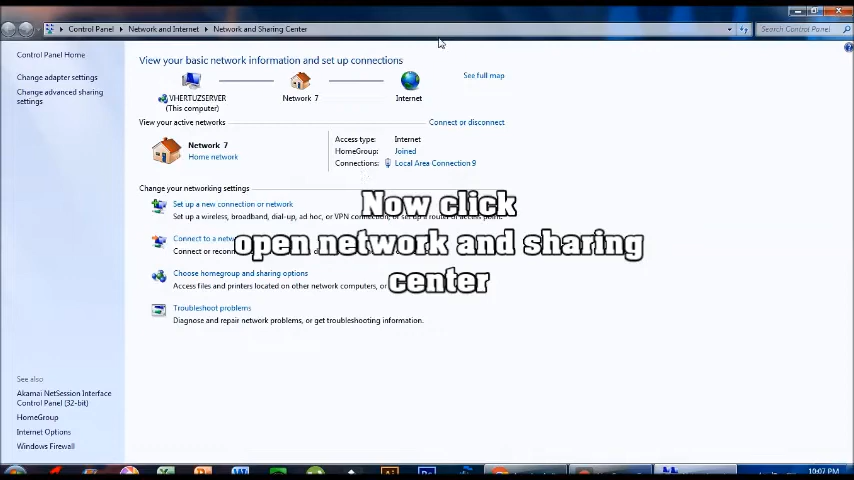 Control Panel ▸ Network and Internet ▸ Network and Sharing Center
Search Control Panel
Control Panel Home
Change adapter settings
Change advanced sharing
settings
View your basic network information and set up connections
See full map
VHERTUZSERVER
(This computer)
Network 7
Internet
View your active networks
Connect or disconnect
Network 7
Home network
Access type: Internet
HomeGroup: Joined
Connections: Local Area Connection 9
Change your networking settings
Set up a new connection or network
Set up a wireless, broadband, dial-up, ad hoc, or VPN
Connect to a
Connect or
Choose homegroup and sharing options
Access files and printers located on other network computers,
Troubleshoot problems
Diagnose and repair network problems, or get troubleshooting information.
Now click
open network and sharing
center
See also
Akamai NetSession Interface
Control Panel (32-bit)
HomeGroup
Internet Options
Windows Firewall
10:07 PM